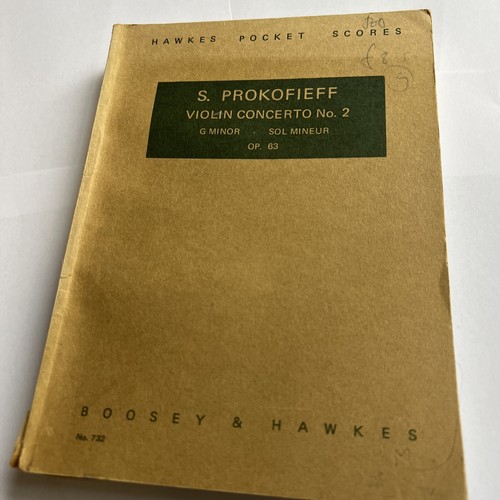 HAWKES POCKET SCORES
S. PROKOFIEFF
VIOLIN CONCERTO No. 2
G MINOR . SOL MINEUR
OP. 63
BOOSEY & HAWKES
No. 732